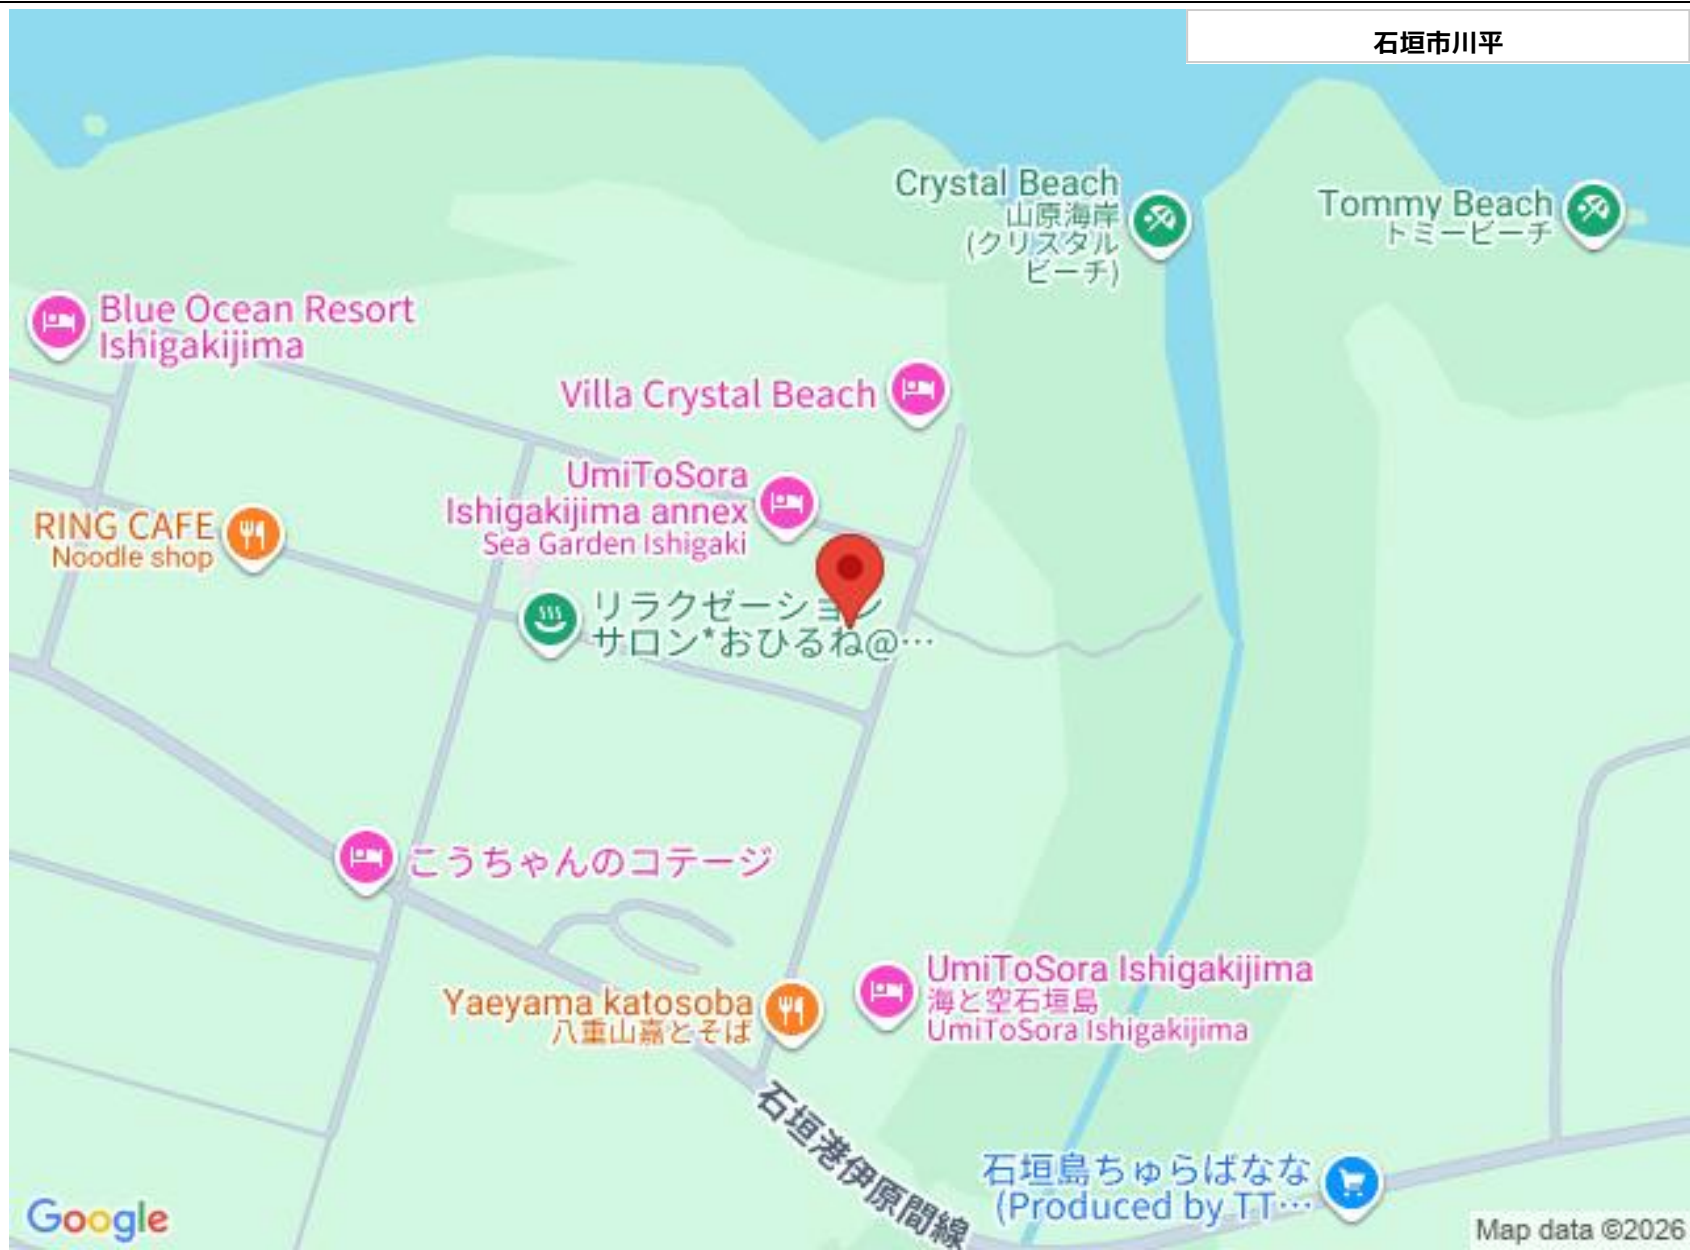 石垣市川平
Crystal Beach
山原海岸
(クリスタル
ビーチ)
Tommy Beach
トミービーチ
Blue Ocean Resort
Ishigakijima
Villa Crystal Beach
UmiToSora
Ishigakijima annex
Sea Garden Ishigaki
RING CAFE
Noodle shop
リラクゼーション
サロン*おひるね@…
こうちゃんのコテージ
Yaeyama katosoba
八重山嘉とそば
UmiToSora Ishigakijima
海と空石垣島
UmiToSora Ishigakijima
石垣港伊原間線
石垣島ちゅらばなな
(Produced by TT…
Google
Map data ©2026